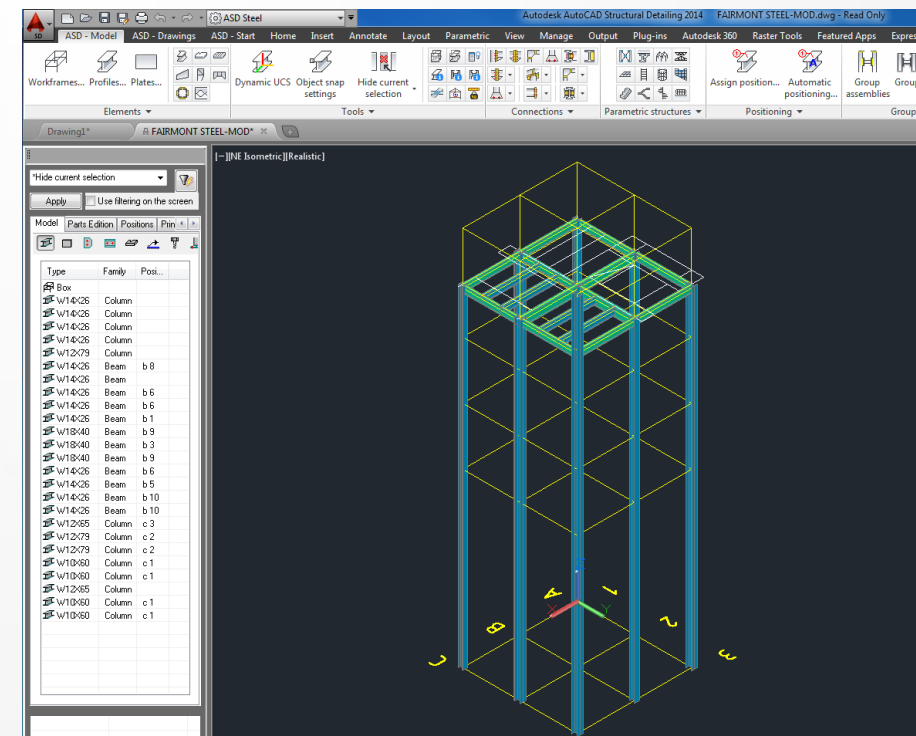 ASD Steel
Autodesk AutoCAD Structural Detailing 2014 FAIRMONT STEEL-MOD.dwg - Read Only
SD
ASD - Model ASD - Drawings ASD - Start Home Insert Annotate Layout Parametric View Manage Output Plug-ins Autodesk 360 Raster Tools Featured Apps Expres
Workframes... Profiles... Plates... Dynamic UCS Object snap settings Hide current selection Assign position... Automatic positioning... Group assemblies Group
Elements Tools Connections Parametric structures Positioning Group
Drawing1* FAIRMONT STEEL-MOD*
[−][NE Isometric][Realistic]
*Hide current selection
Apply Use filtering on the screen
Model Parts Edition Positions Prin
Type Family Posi...
Box
W14X26 Column
W14X26 Column
W14X26 Column
W14X26 Column
W12X79 Column
W14X26 Beam b 8
W14X26 Beam
W14X26 Beam b 6
W14X26 Beam b 6
W14X26 Beam b 1
W18X40 Beam b 9
W18X40 Beam b 3
W18X40 Beam b 9
W14X26 Beam b 6
W14X26 Beam b 5
W14X26 Beam b 10
W14X26 Beam b 10
W12X65 Column c 3
W12X79 Column c 2
W12X79 Column c 2
W10X60 Column c 1
W10X60 Column c 1
W12X65 Column
W10X60 Column c 1
W10X60 Column c 1
A 1
X Y
B 2
C 3